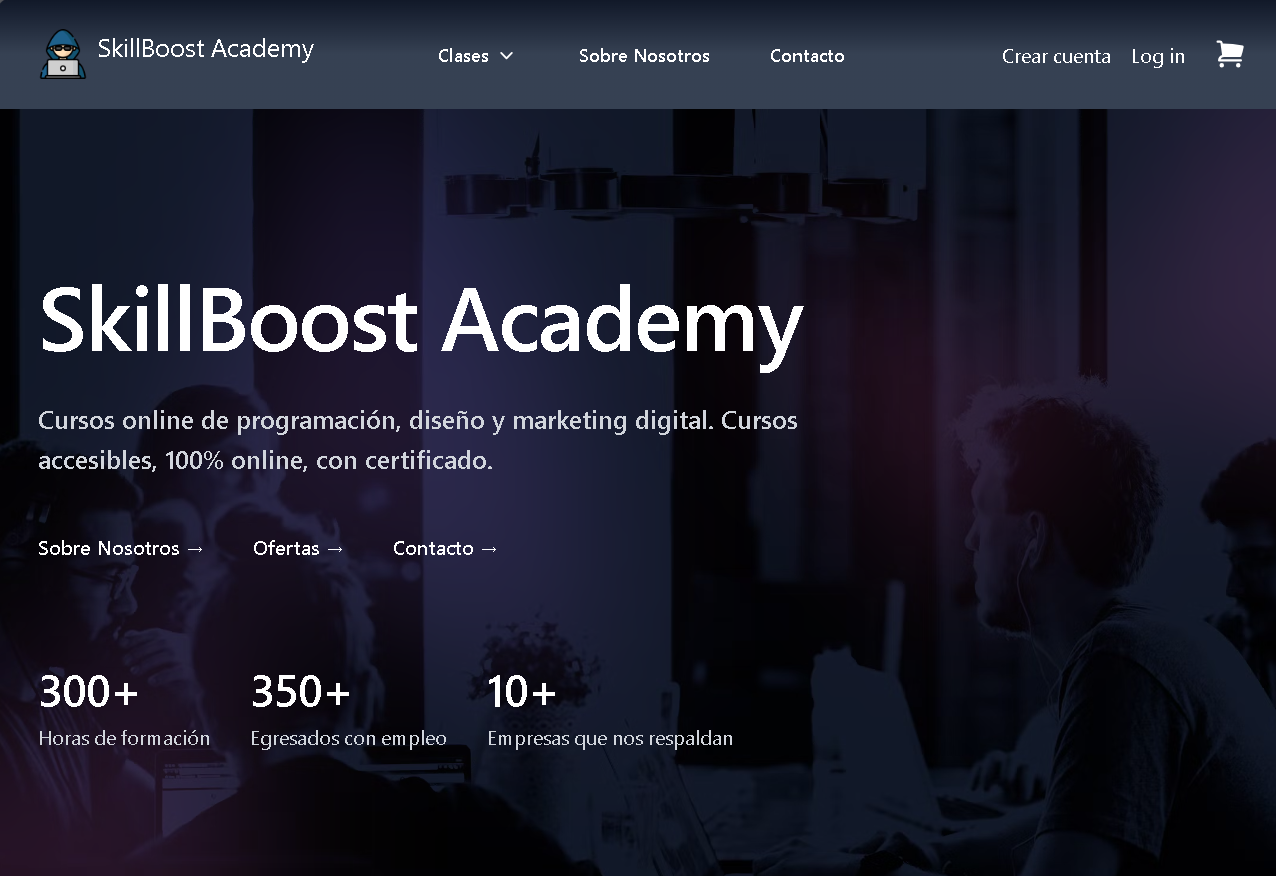 SkillBoost Academy
Clases
Sobre Nosotros
Contacto
Crear cuenta
Log in
SkillBoost Academy
Cursos online de programación, diseño y marketing digital. Cursos
accesibles, 100% online, con certificado.
Sobre Nosotros →
Ofertas →
Contacto →
300+
Horas de formación
350+
Egresados con empleo
10+
Empresas que nos respaldan